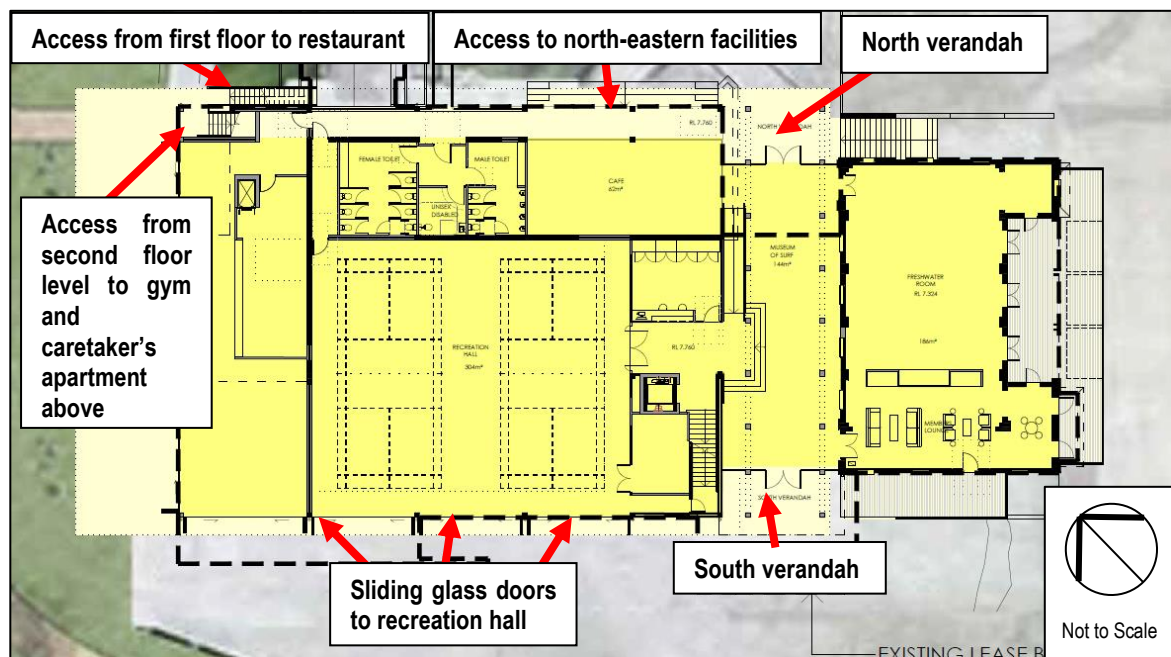 Access from first floor to restaurant
Access to north-eastern facilities
North verandah
RL 7.760
NORTH VERANDAH
FEMALE TOILET
MALE TOILET
CAFE
62m²
UNISEX
DISABLED
Access from
second floor
level to gym
and
caretaker’s
apartment
above
MUSEUM
OF SURF
144m²
FRESHWATER
ROOM
RL 7.324
186m²
RECREATION
HALL
304m²
RL 7.760
MEMBERS
LOUNGE
SOUTH VERANDAH
Sliding glass doors
to recreation hall
South verandah
Not to Scale
EXISTING LEASE B